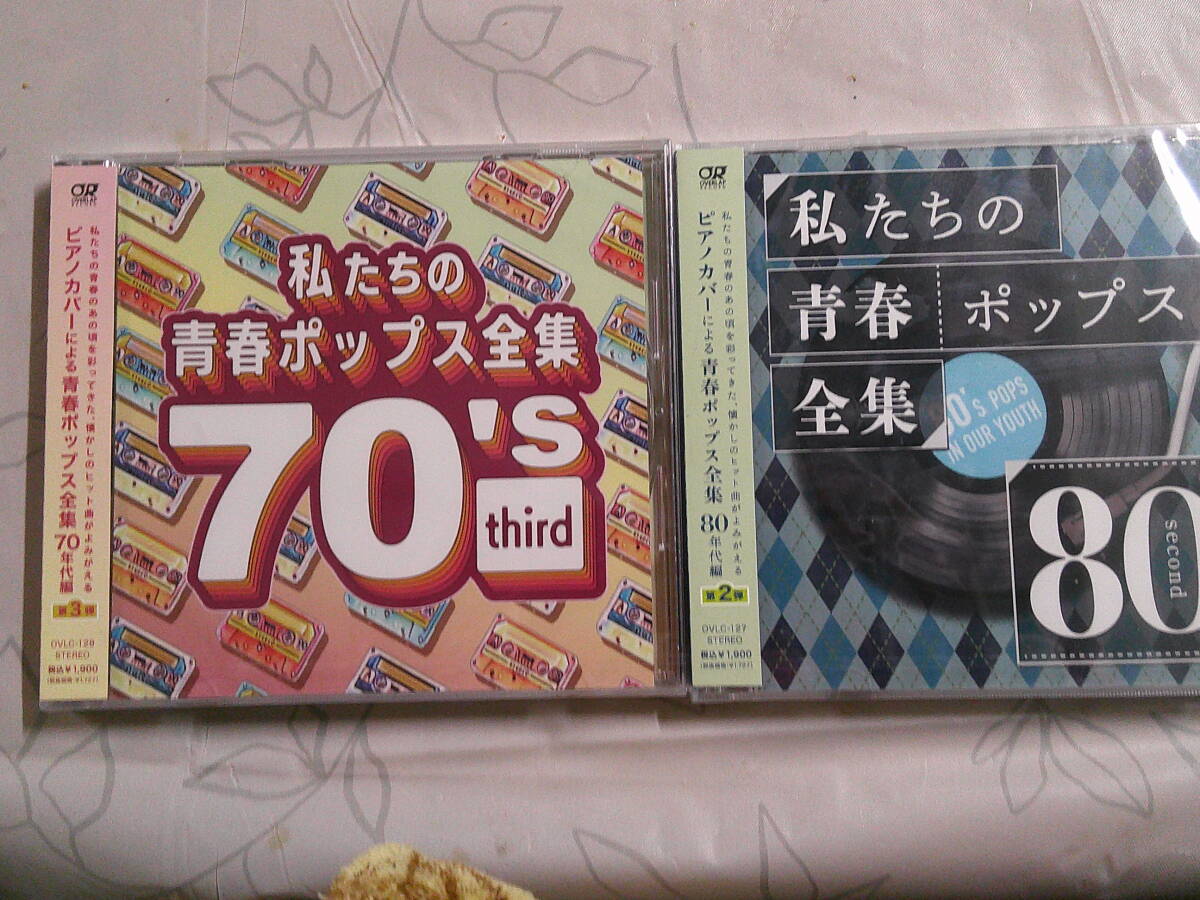 OR
OVERLAP
私たちの青春のあの頃を彩ってきた、懐かしのヒット曲がよみがえる
ピアノカバーによる青春ポップス全集 70年代編
第3弾
OVLC-128
STEREO
税込¥1,900
私たちの
青春ポップス全集
70's
third
OR
OVERLAP
私たちの青春のあの頃を彩ってきた、懐かしのヒット曲がよみがえる
ピアノカバーによる青春ポップス全集 80年代編
第2弾
OVLC-127
STEREO
税込¥1,900
私たちの
青春
ポップス
全集
80's POPS
IN OUR YOUTH
80
second